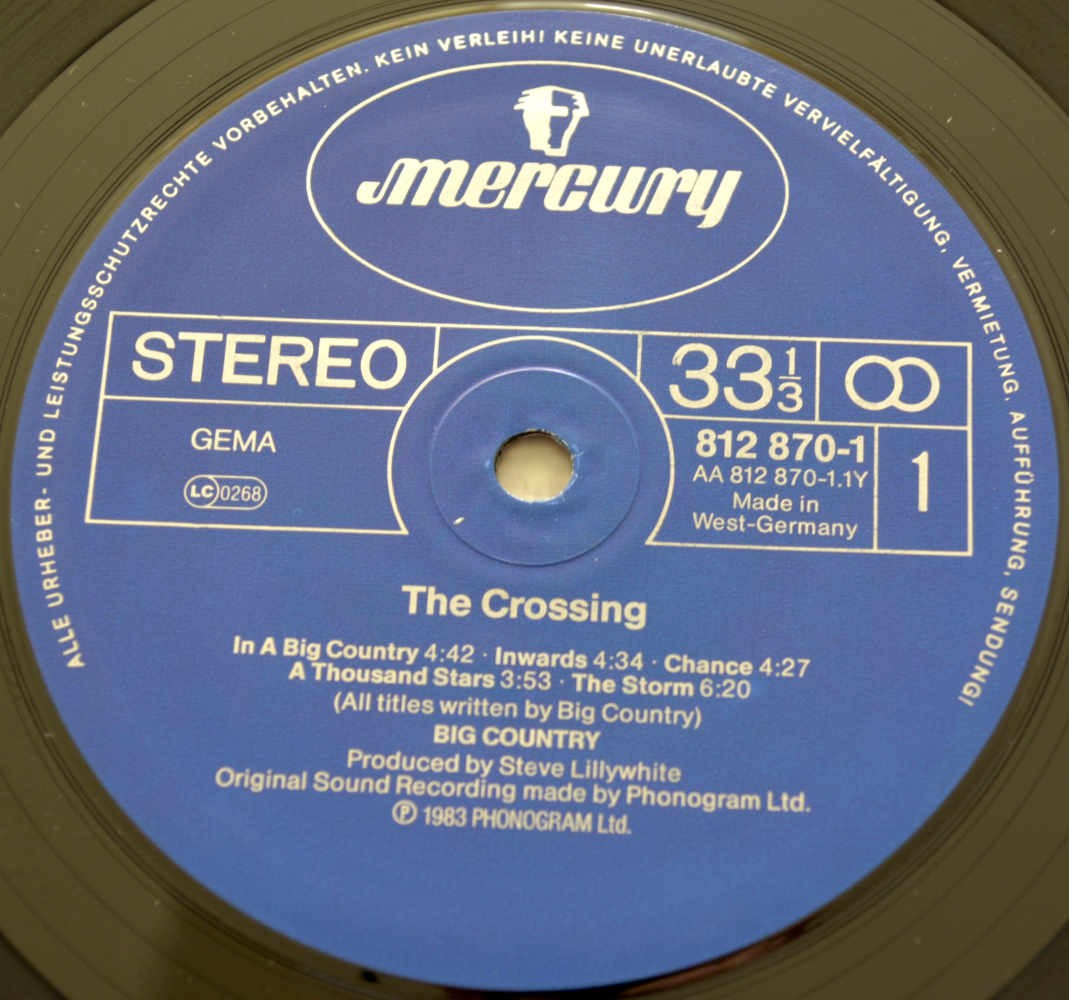 ALLE URHEBER- UND LEISTUNGSSCHUTZRECHTE VORBEHALTEN. KEIN VERLEIH! KEINE UNERLAUBTE VERVIELFÄLTIGUNG, VERMIETUNG, AUFFÜHRUNG, SENDUNG!
mercury
STEREO
33 1/3
GEMA
LC 0268
812 870-1
AA 812 870-1.1Y
Made in
West-Germany
1
The Crossing
In A Big Country 4:42 · Inwards 4:34 · Chance 4:27
A Thousand Stars 3:53 · The Storm 6:20
(All titles written by Big Country)
BIG COUNTRY
Produced by Steve Lillywhite
Original Sound Recording made by Phonogram Ltd.
℗ 1983 PHONOGRAM Ltd.